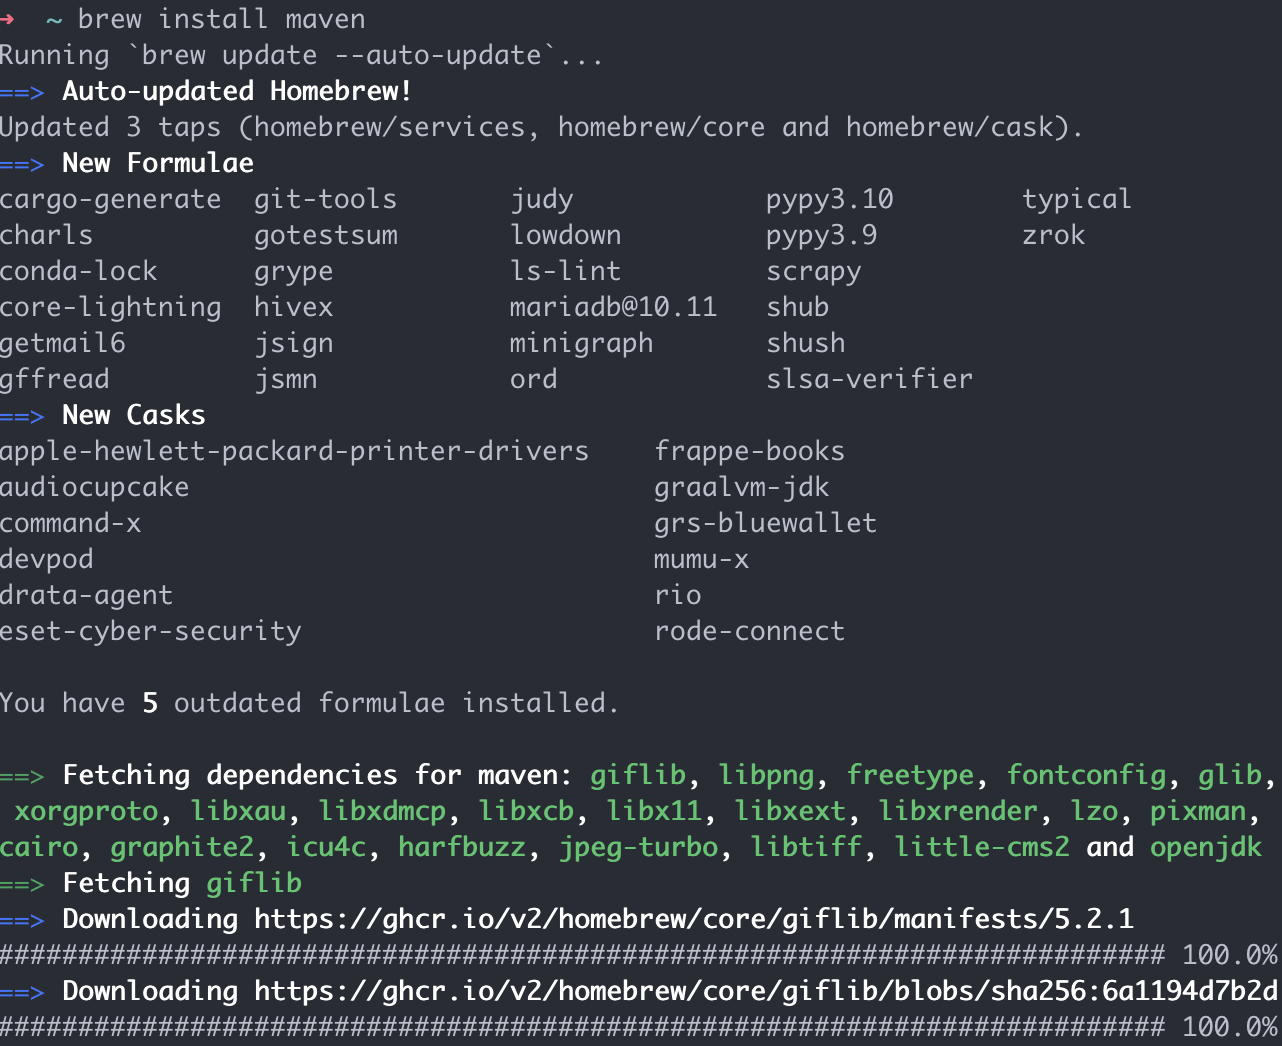 → ~ brew install maven
Running `brew update --auto-update`...
==> Auto-updated Homebrew!
Updated 3 taps (homebrew/services, homebrew/core and homebrew/cask).
==> New Formulae
cargo-generate git-tools judy pypy3.10 typical
charls gotestsum lowdown pypy3.9 zrok
conda-lock grype ls-lint scrapy
core-lightning hivex mariadb@10.11 shub
getmail6 jsign minigraph shush
gffread jsmn ord slsa-verifier
==> New Casks
apple-hewlett-packard-printer-drivers frappe-books
audiocupcake graalvm-jdk
command-x grs-bluewallet
devpod mumu-x
drata-agent rio
eset-cyber-security rode-connect
You have 5 outdated formulae installed.
==> Fetching dependencies for maven: giflib, libpng, freetype, fontconfig, glib,
xorgproto, libxau, libxdmcp, libxcb, libx11, libxext, libxrender, lzo, pixman,
cairo, graphite2, icu4c, harfbuzz, jpeg-turbo, libtiff, little-cms2 and openjdk
==> Fetching giflib
==> Downloading https://ghcr.io/v2/homebrew/core/giflib/manifests/5.2.1
######################################################################### 100.0%
==> Downloading https://ghcr.io/v2/homebrew/core/giflib/blobs/sha256:6a1194d7b2d
######################################################################### 100.0%